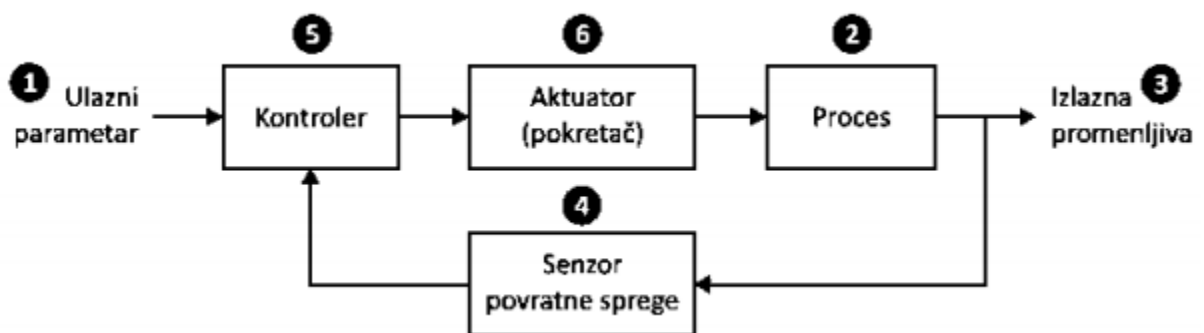 5
6
2
1 Ulazni
parametar
Kontroler
Aktuator
(pokretač)
Proces
Izlazna 3
promenljiva
4
Senzor
povratne sprege